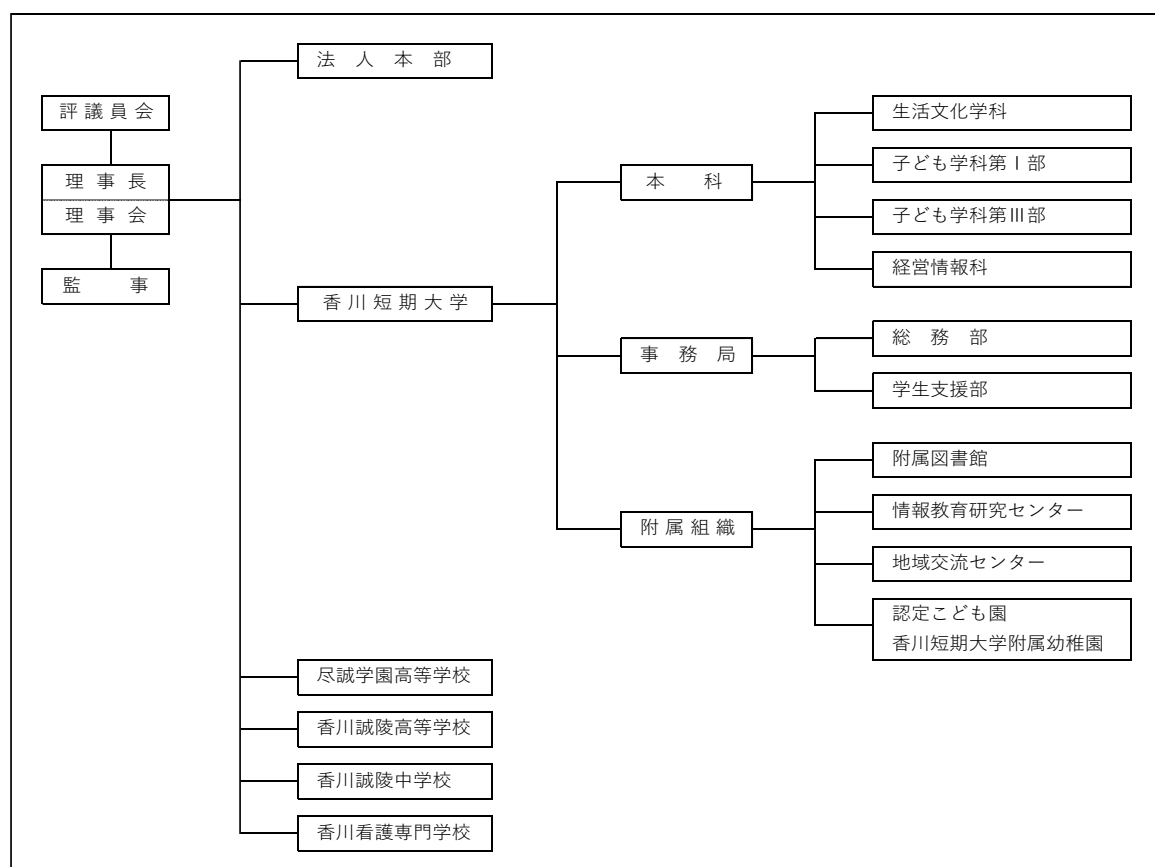 法人本部
評議員会
理事長
理事会
監事
香川短期大学
本科
生活文化学科
子ども学科第Ⅰ部
子ども学科第Ⅲ部
経営情報科
事務局
総務部
学生支援部
附属組織
附属図書館
情報教育研究センター
地域交流センター
認定こども園
香川短期大学附属幼稚園
尽誠学園高等学校
香川誠陵高等学校
香川誠陵中学校
香川看護専門学校